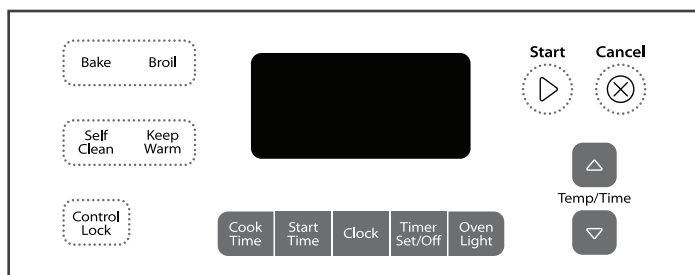 Bake Broil
Self Clean
Keep Warm
Control Lock
Start Cancel
Temp/Time
Cook Time
Start Time
Clock
Timer Set/Off
Oven Light